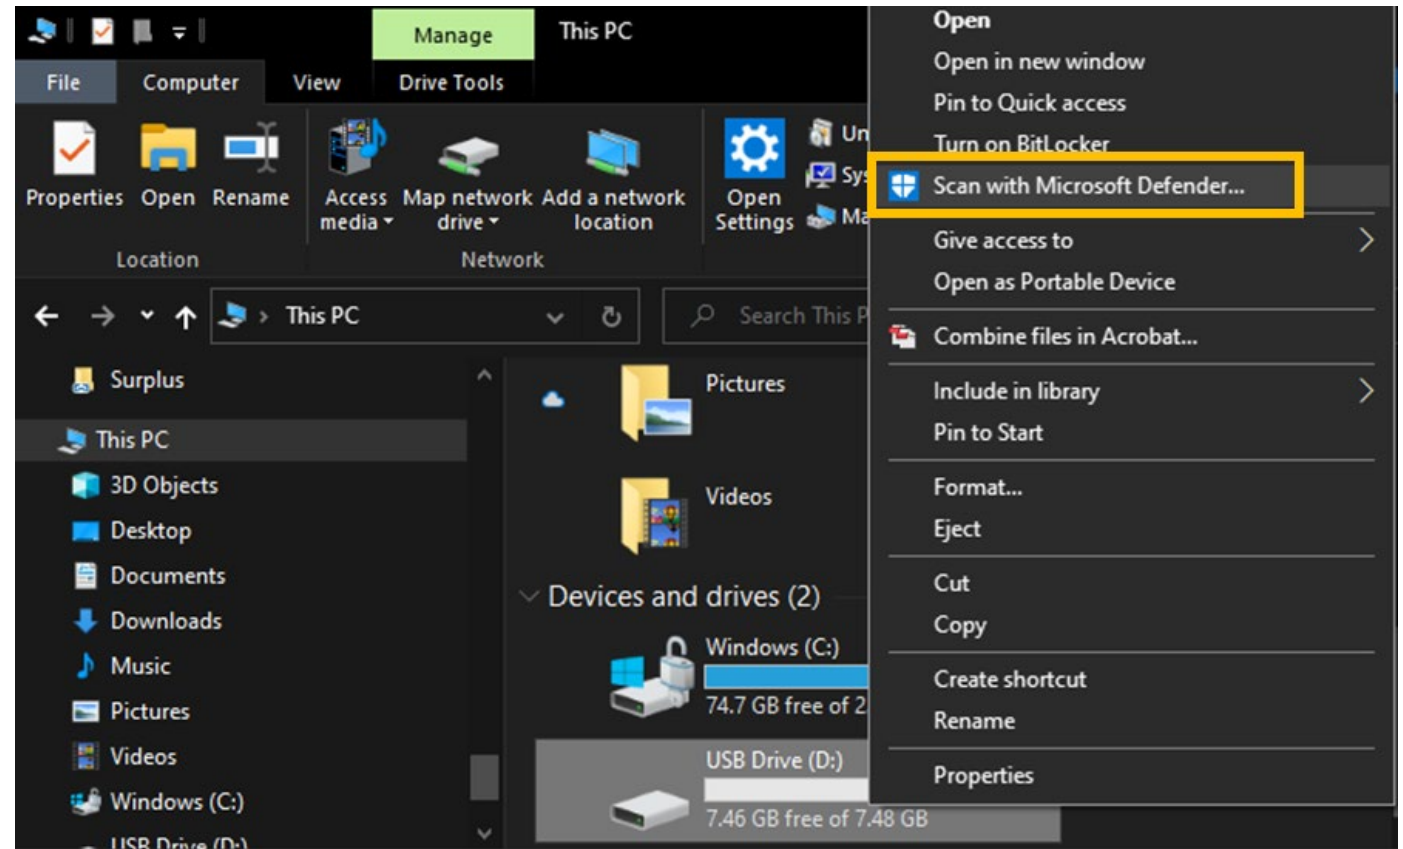 Manage
This PC
File
Computer
View
Drive Tools
Properties
Open
Rename
Access media
Map network drive
Add a network location
Open Settings
Location
Network
This PC
Search This
Surplus
This PC
3D Objects
Desktop
Documents
Downloads
Music
Pictures
Videos
Windows (C:)
USB Drive (D:)
Pictures
Videos
Devices and drives (2)
Windows (C:)
74.7 GB free of
USB Drive (D:)
7.46 GB free of 7.48 GB
Open
Open in new window
Pin to Quick access
Turn on BitLocker
Scan with Microsoft Defender...
Give access to
Open as Portable Device
Combine files in Acrobat...
Include in library
Pin to Start
Format...
Eject
Cut
Copy
Create shortcut
Rename
Properties